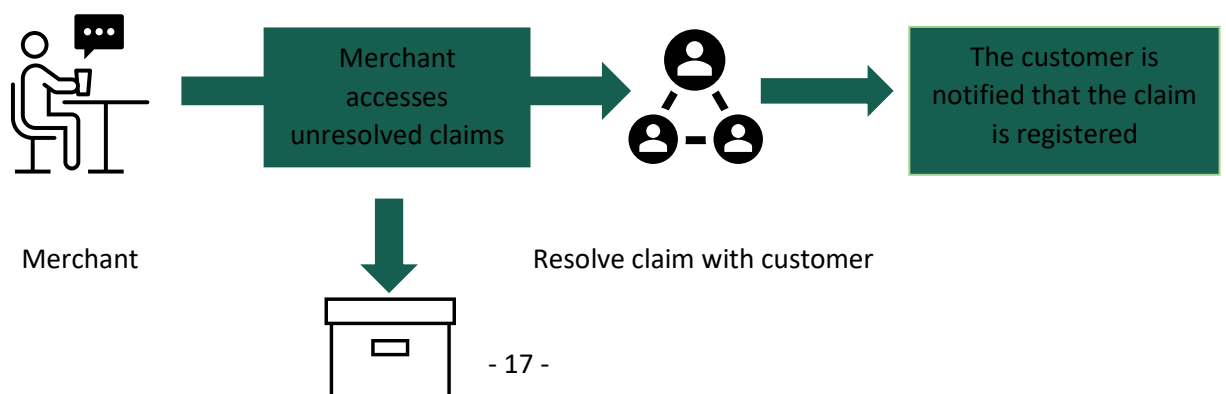 Merchant
accesses
unresolved claims
The customer is
notified that the claim
is registered
Merchant
Resolve claim with customer
- 17 -